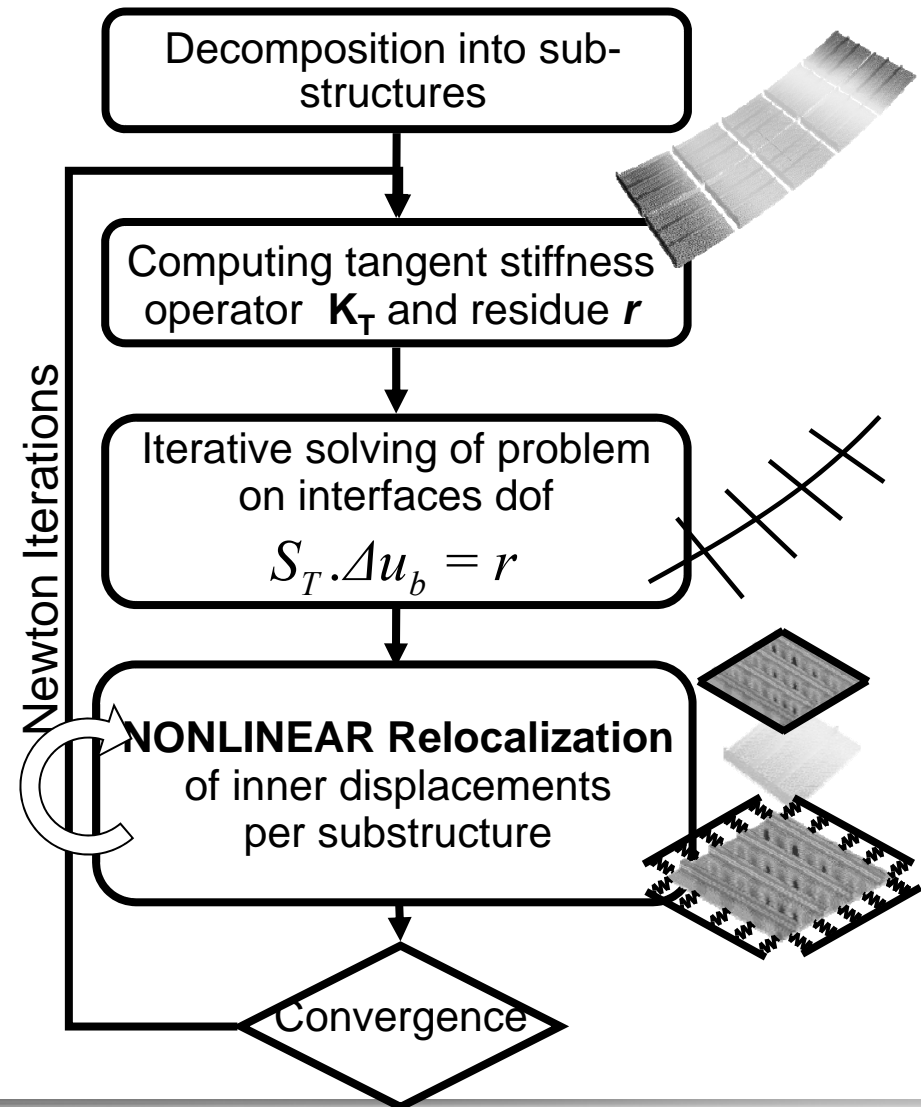 Decomposition into sub-
structures
Computing tangent stiffness
operator K_T and residue r
Iterative solving of problem
on interfaces dof
S_T.Δu_b = r
Newton Iterations
NONLINEAR Relocalization
of inner displacements
per substructure
Convergence